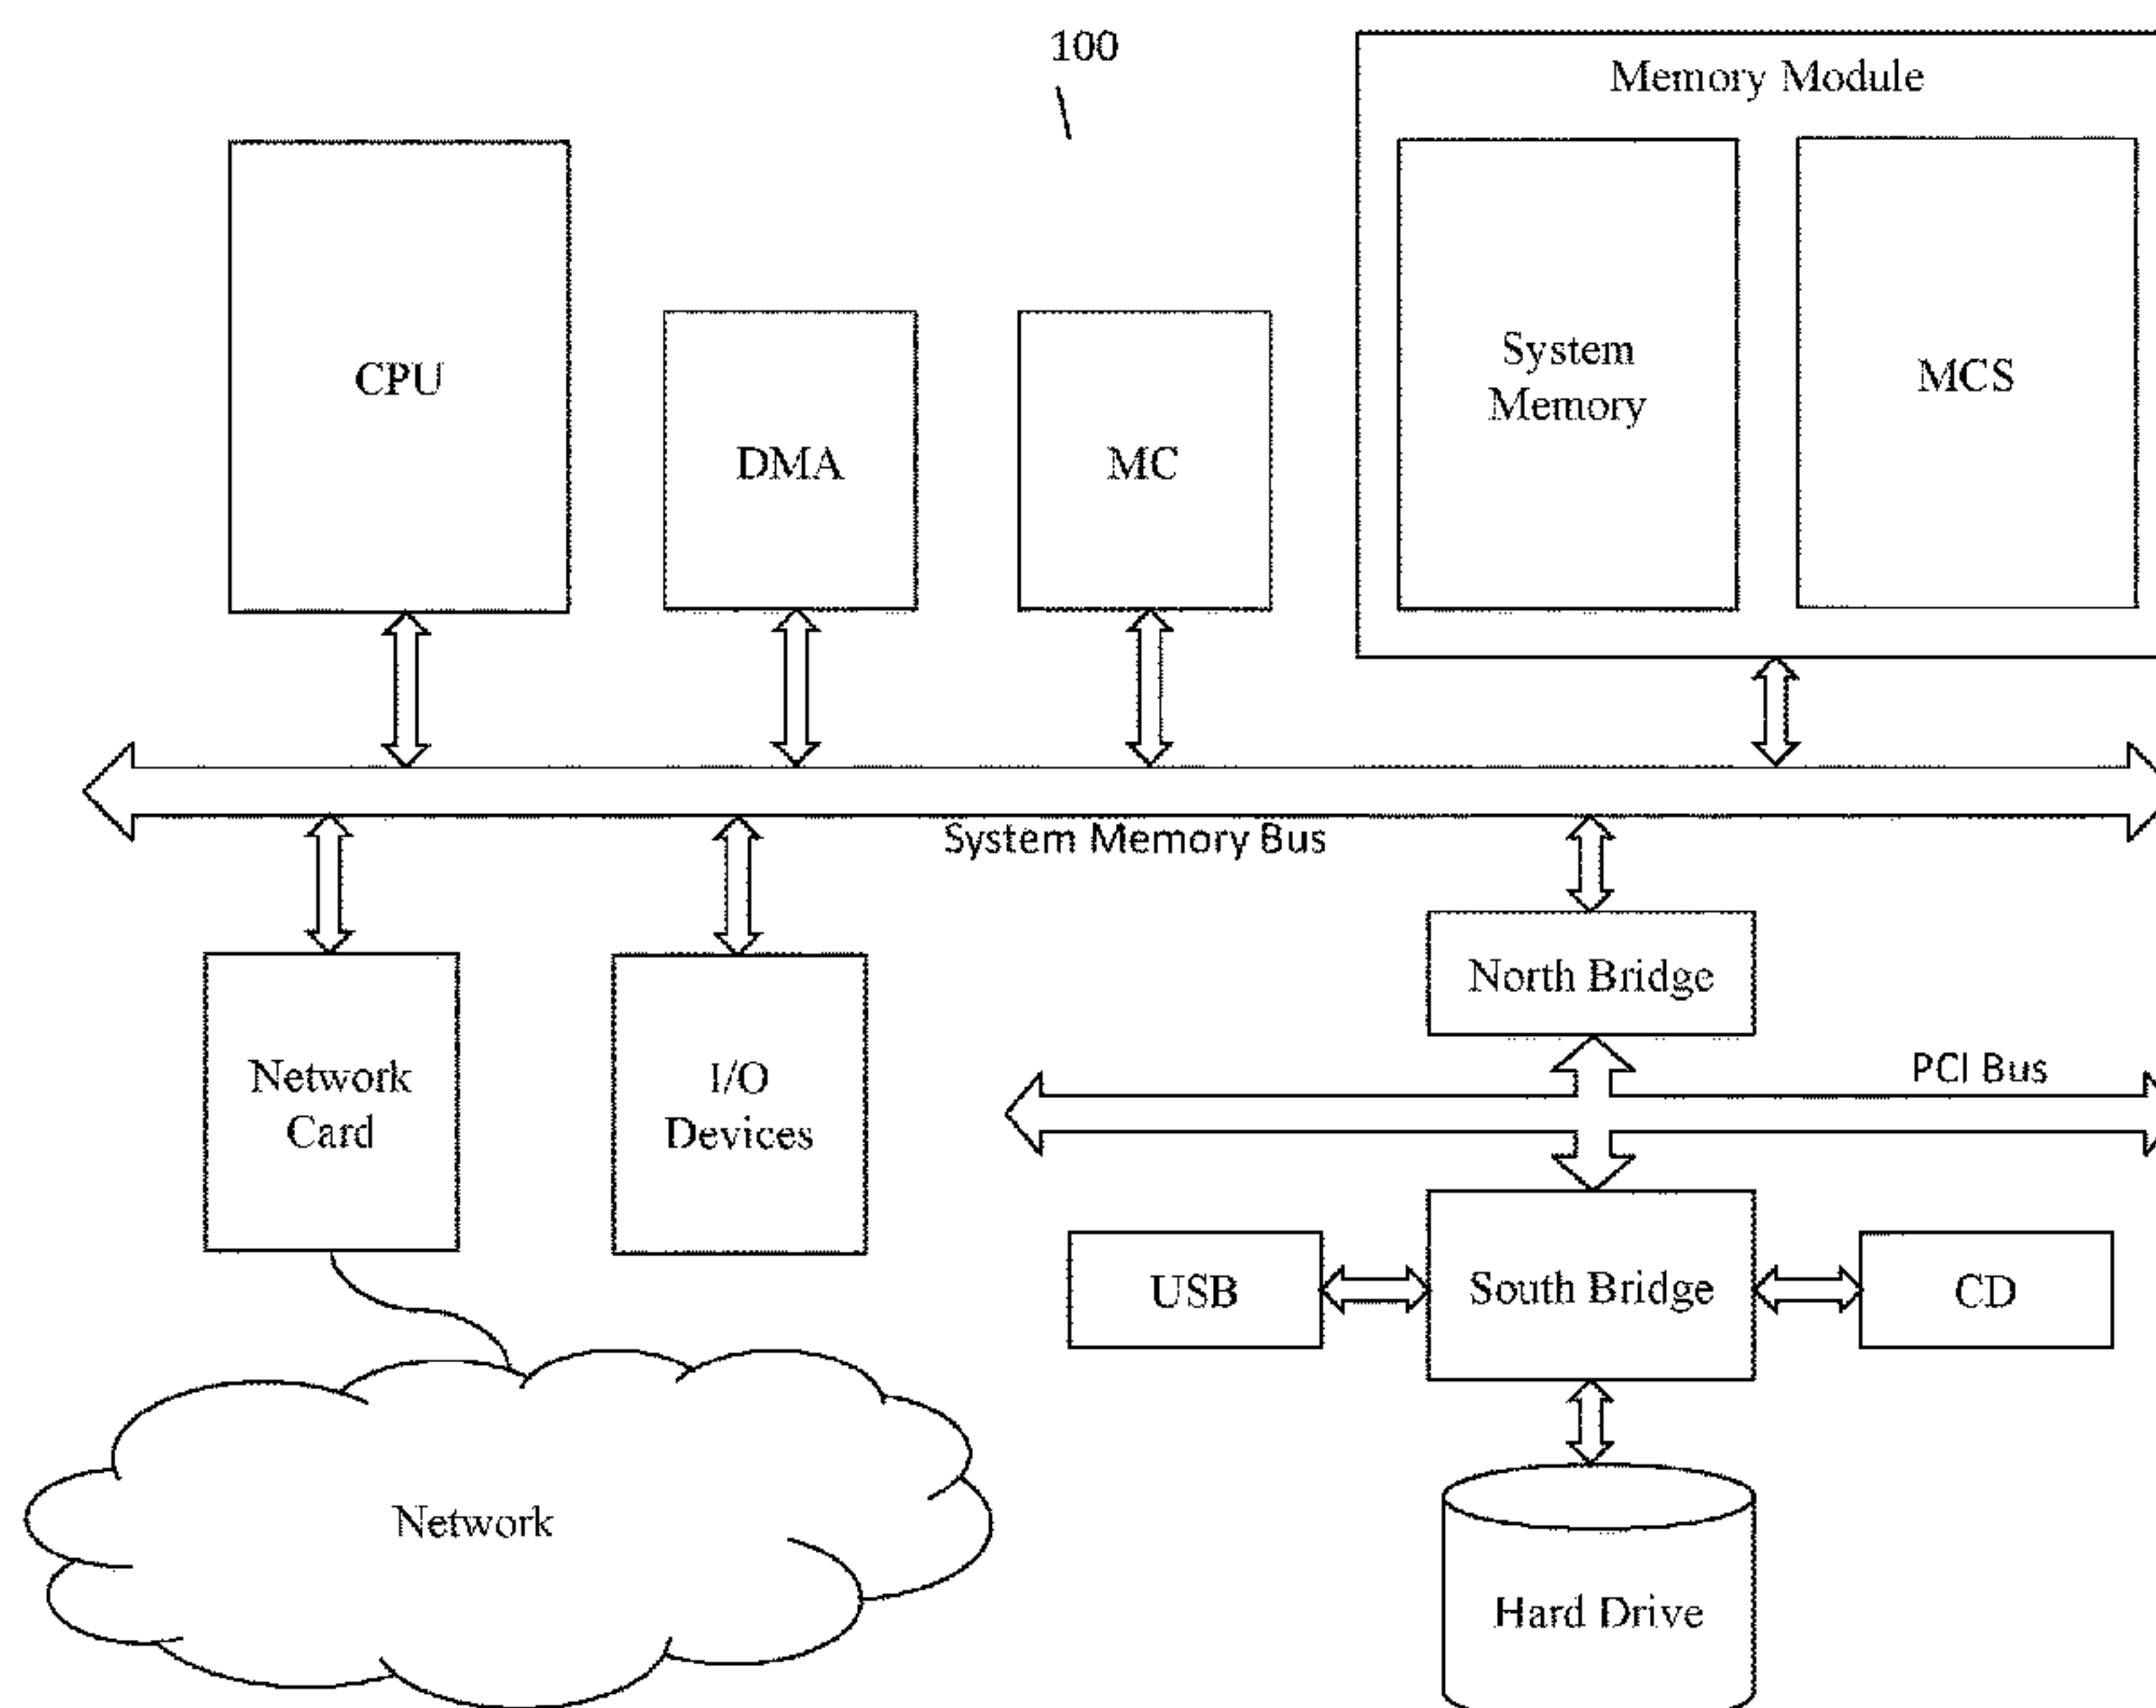 100
Memory Module
CPU
DMA
MC
System
Memory
MCS
System Memory Bus
North Bridge
Network
Card
I/O
Devices
PCI Bus
USB
South Bridge
CD
Network
Hard Drive